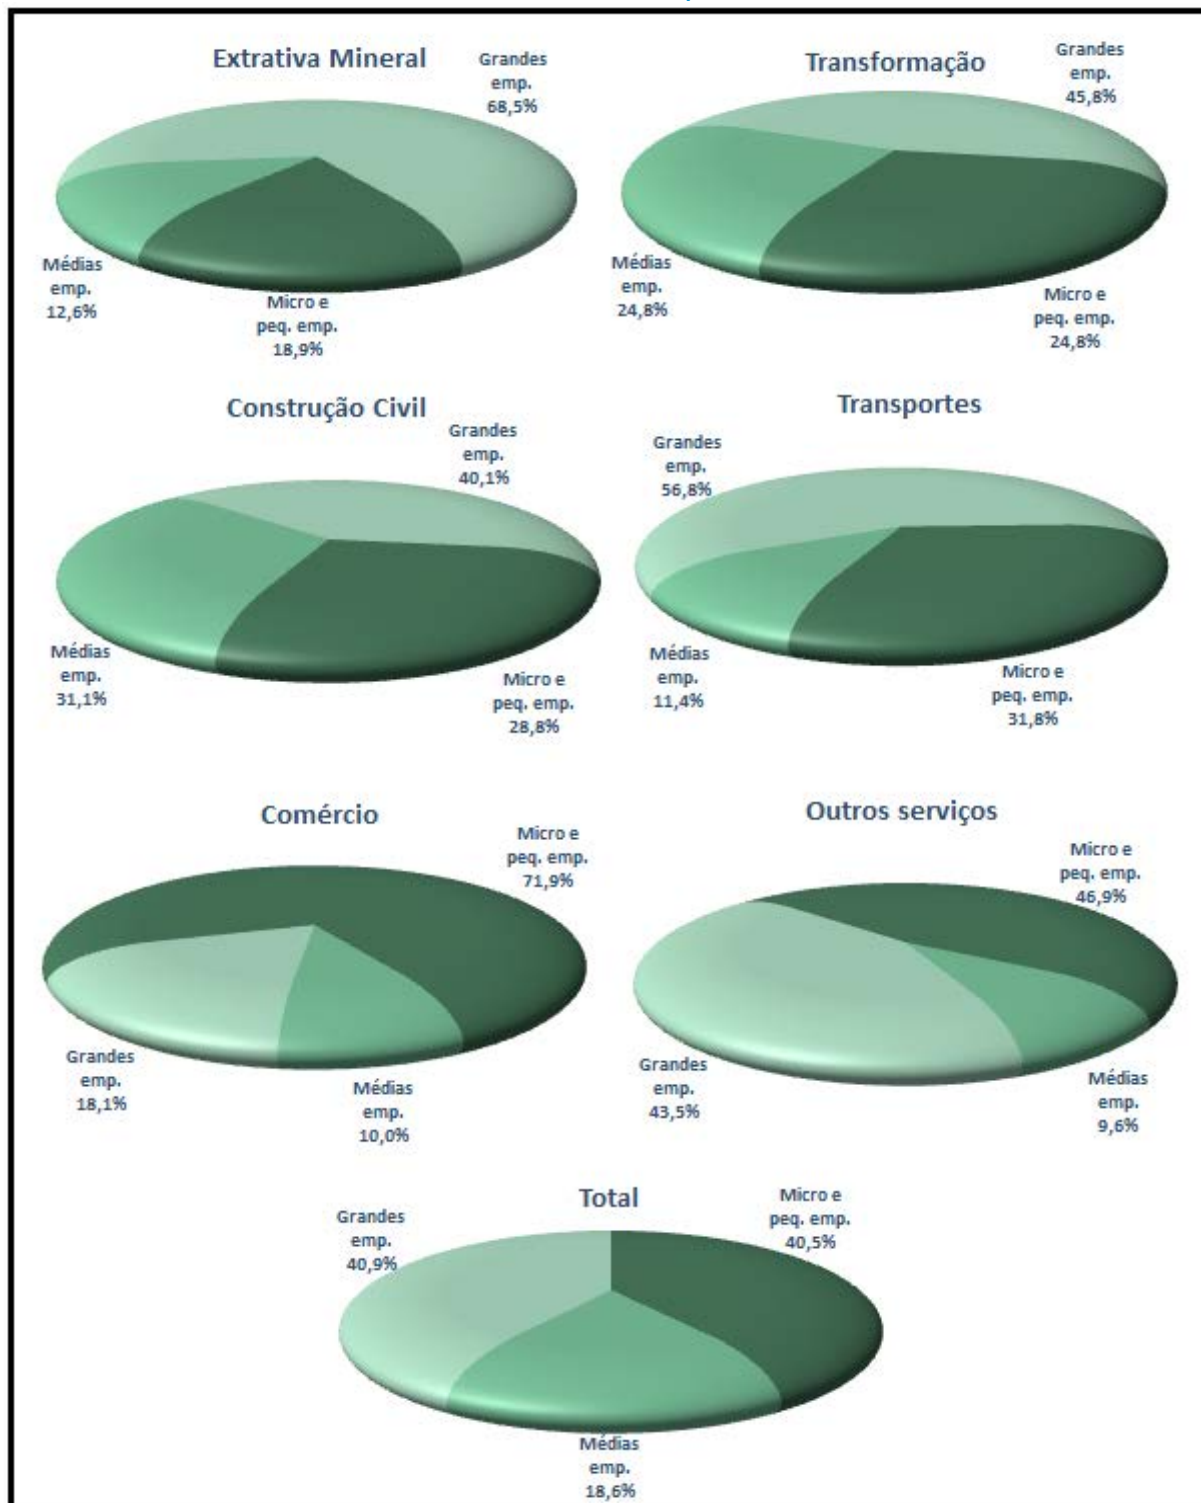 Extrativa Mineral
Grandes
emp.
68,5%
Médias
emp.
12,6%
Micro e
peq. emp.
18,9%
Transformação
Grandes
emp.
45,8%
Médias
emp.
24,8%
Micro e
peq. emp.
24,8%
Construção Civil
Grandes
emp.
40,1%
Médias
emp.
31,1%
Micro e
peq. emp.
28,8%
Transportes
Grandes
emp.
56,8%
Médias
emp.
11,4%
Micro e
peq. emp.
31,8%
Comércio
Micro e
peq. emp.
71,9%
Grandes
emp.
18,1%
Médias
emp.
10,0%
Outros serviços
Micro e
peq. emp.
46,9%
Grandes
emp.
43,5%
Médias
emp.
9,6%
Total
Grandes
emp.
40,9%
Micro e
peq. emp.
40,5%
Médias
emp.
18,6%